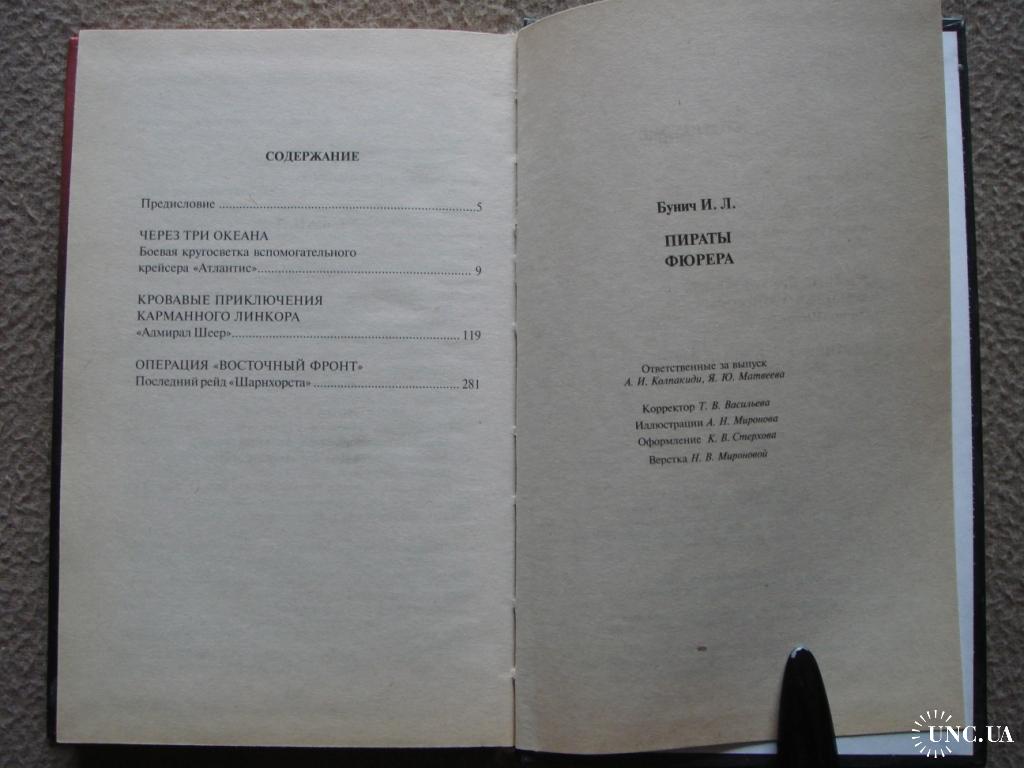 СОДЕРЖАНИЕ
Предисловие ........................................................................5
ЧЕРЕЗ ТРИ ОКЕАНА
Боевая кругосветка вспомогательного
крейсера «Атлантис»............................................................ 9
КРОВАВЫЕ ПРИКЛЮЧЕНИЯ
КАРМАННОГО ЛИНКОРА
«Адмирал Шеер»................................................................ 119
ОПЕРАЦИЯ «ВОСТОЧНЫЙ ФРОНТ»
Последний рейд «Шарнхорста» ......................................... 281
Бунич И. Л.
ПИРАТЫ
ФЮРЕРА
Ответственные за выпуск
А. И. Колпакиди, Я. Ю. Матвеева
Корректор Т. В. Васильева
Иллюстрации А. Н. Миронова
Оформление К. В. Стерхова
Верстка Н. В. Мироновой
UNC.UA